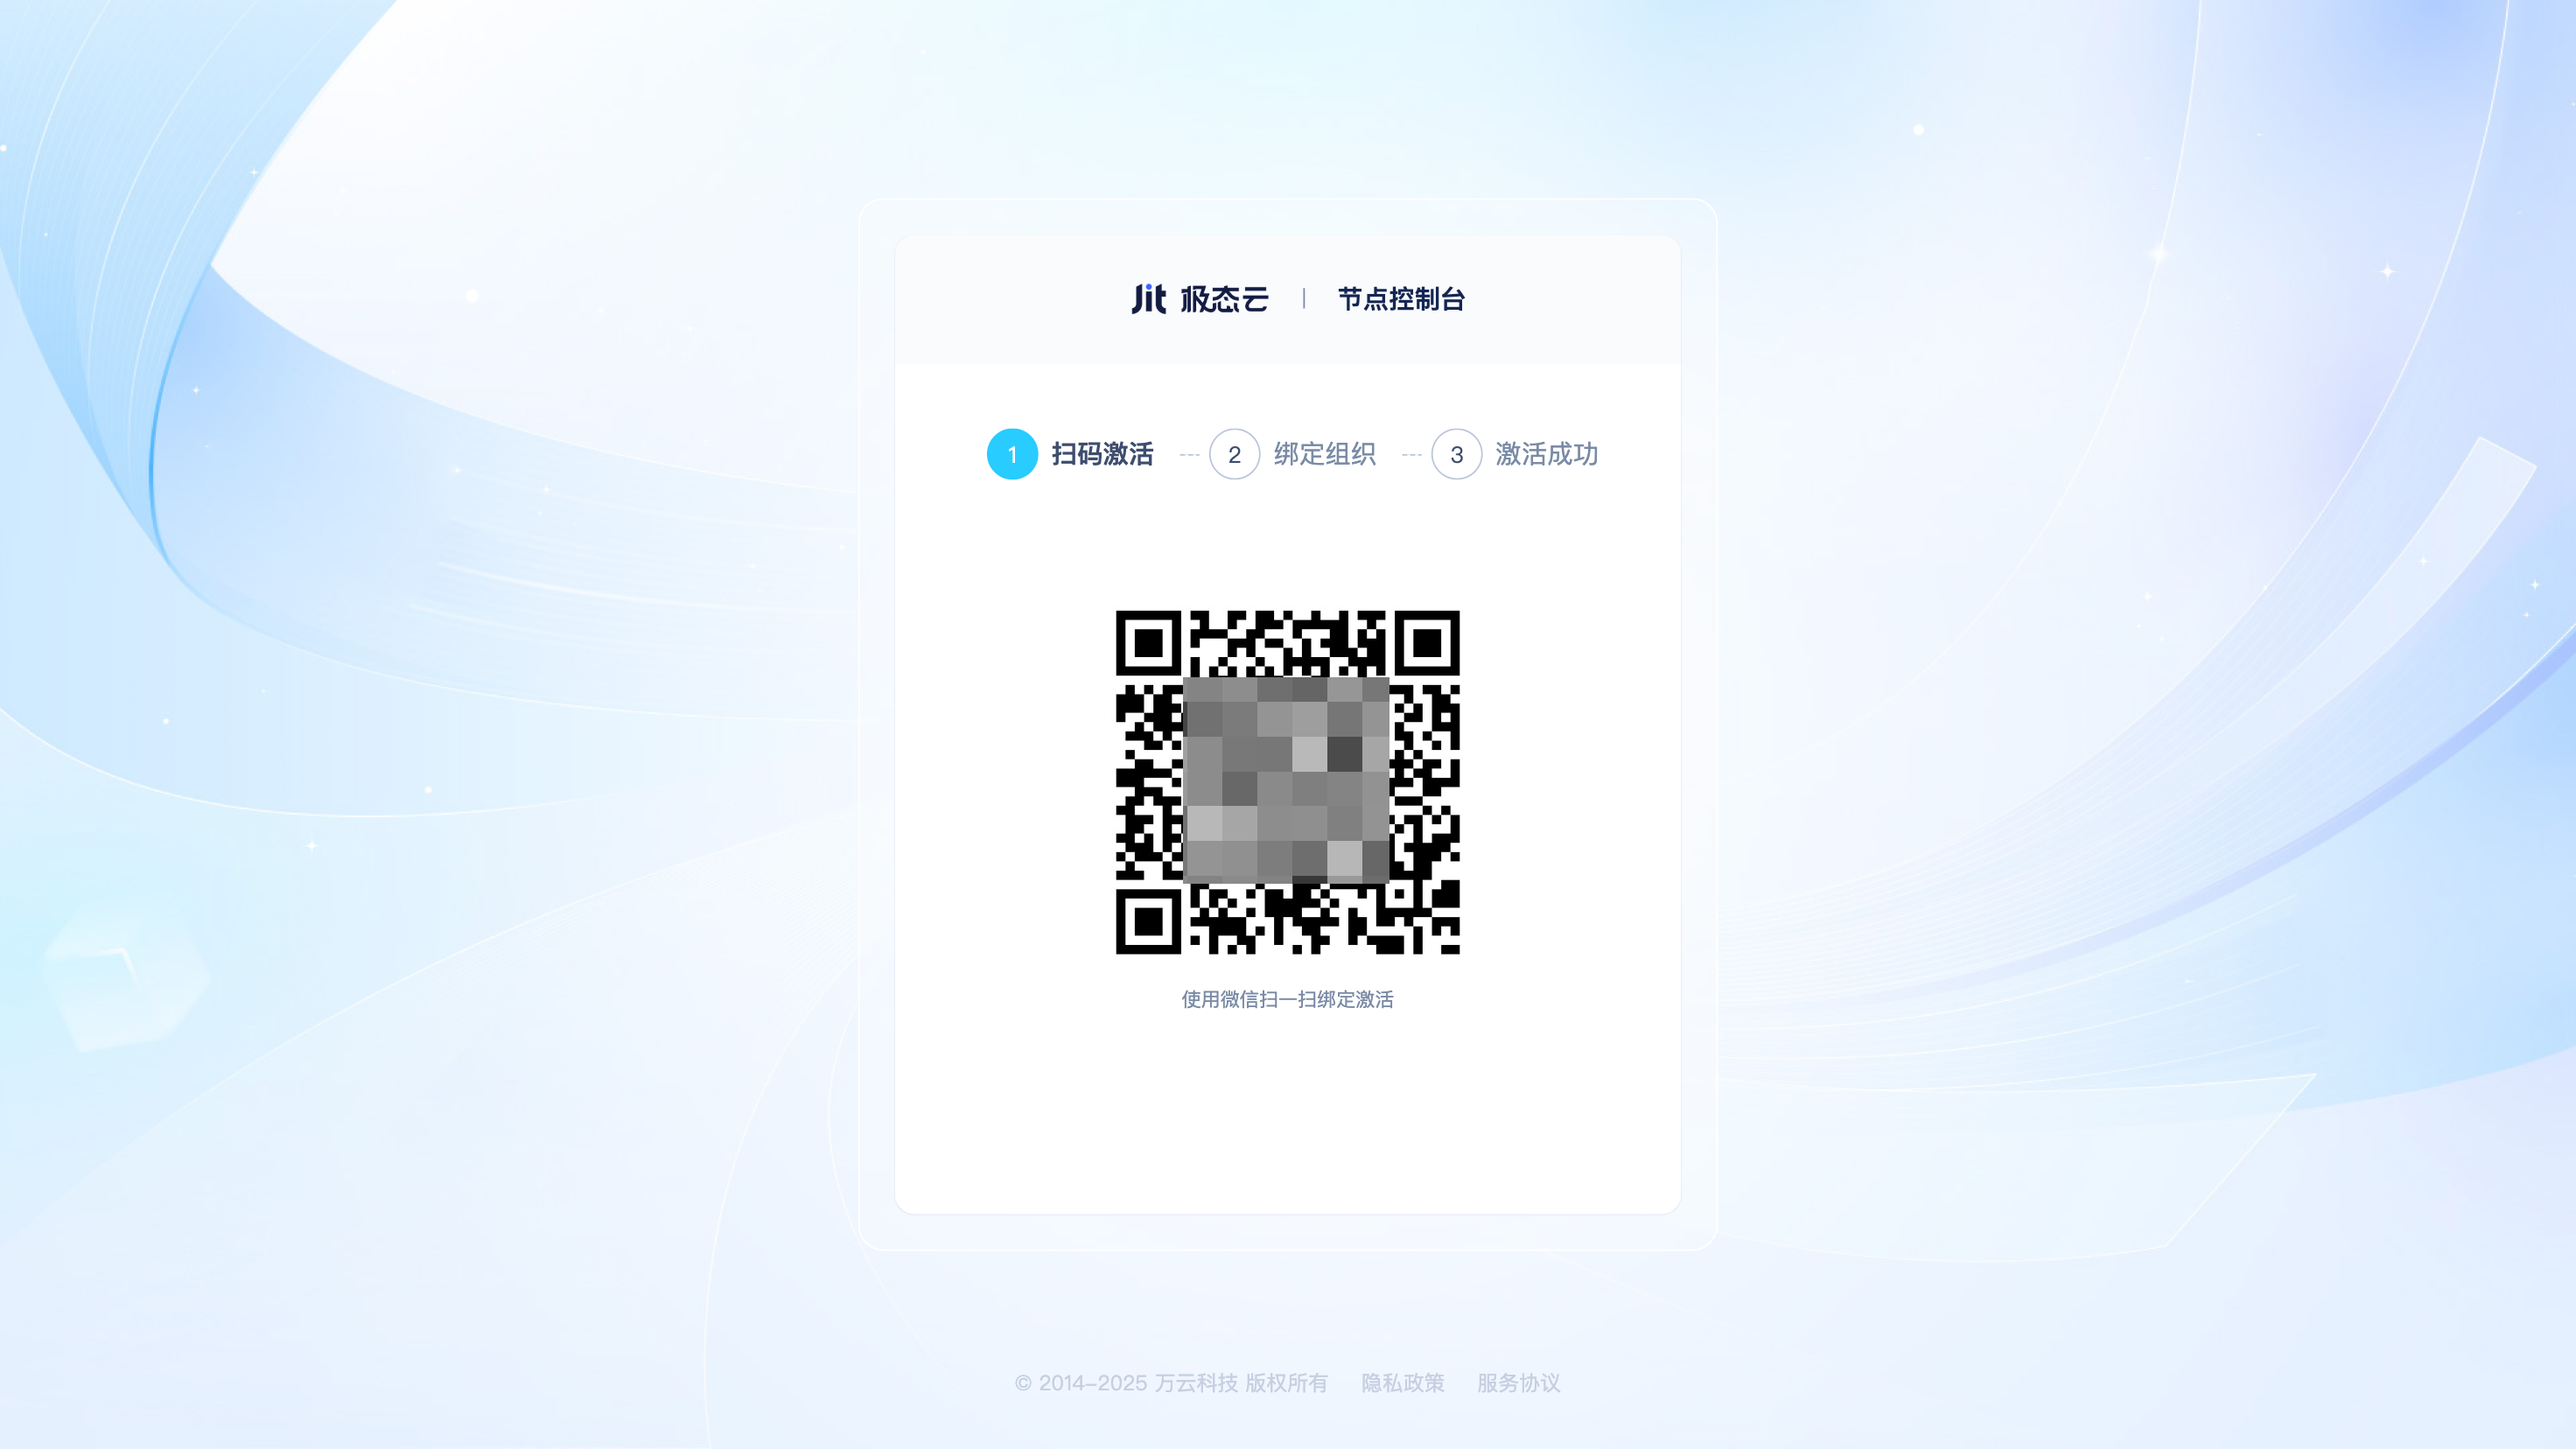 Jit 极态云 | 节点控制台
1 扫码激活 --- 2 绑定组织 --- 3 激活成功
使用微信扫一扫绑定激活
© 2014-2025 万云科技 版权所有 隐私政策 服务协议